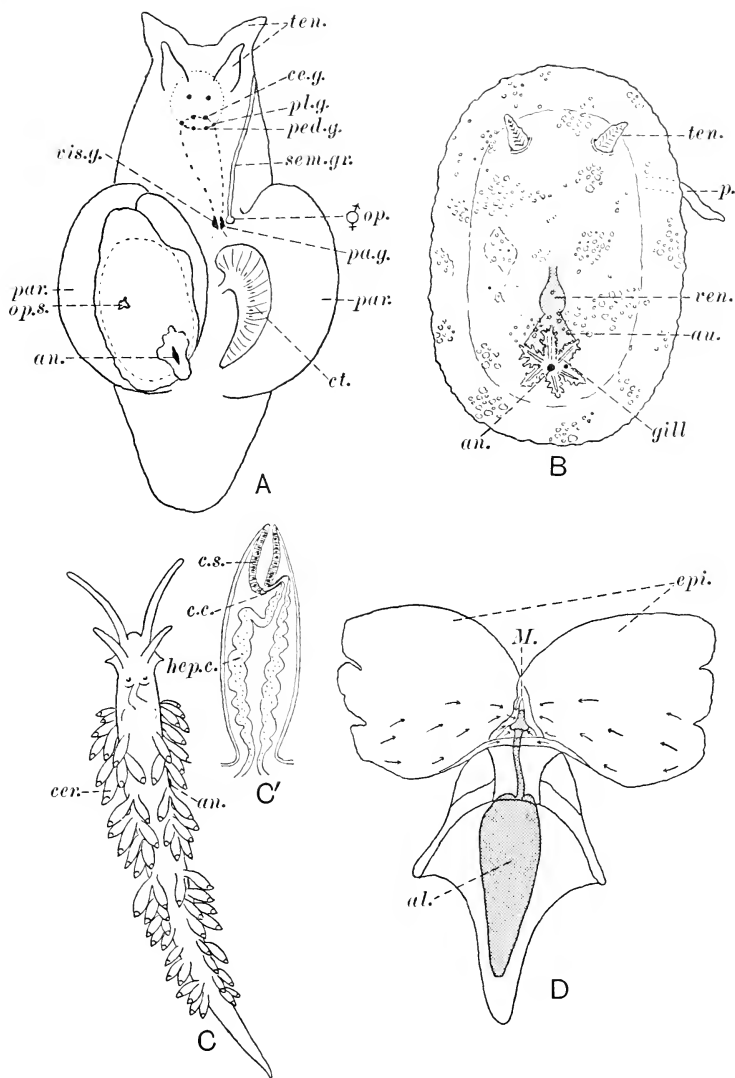 ten.
ce.g.
pl.g.
ped.g.
vis.g.
sem.gr.
⚥ op.
pa.g.
par.
op.s.
par.
an.
ct.
A
ten.
p.
ren.
au.
an.
gill
B
c.s.
c.c.
hep.c.
C′
cer.
an.
C
epi.
M.
al.
D